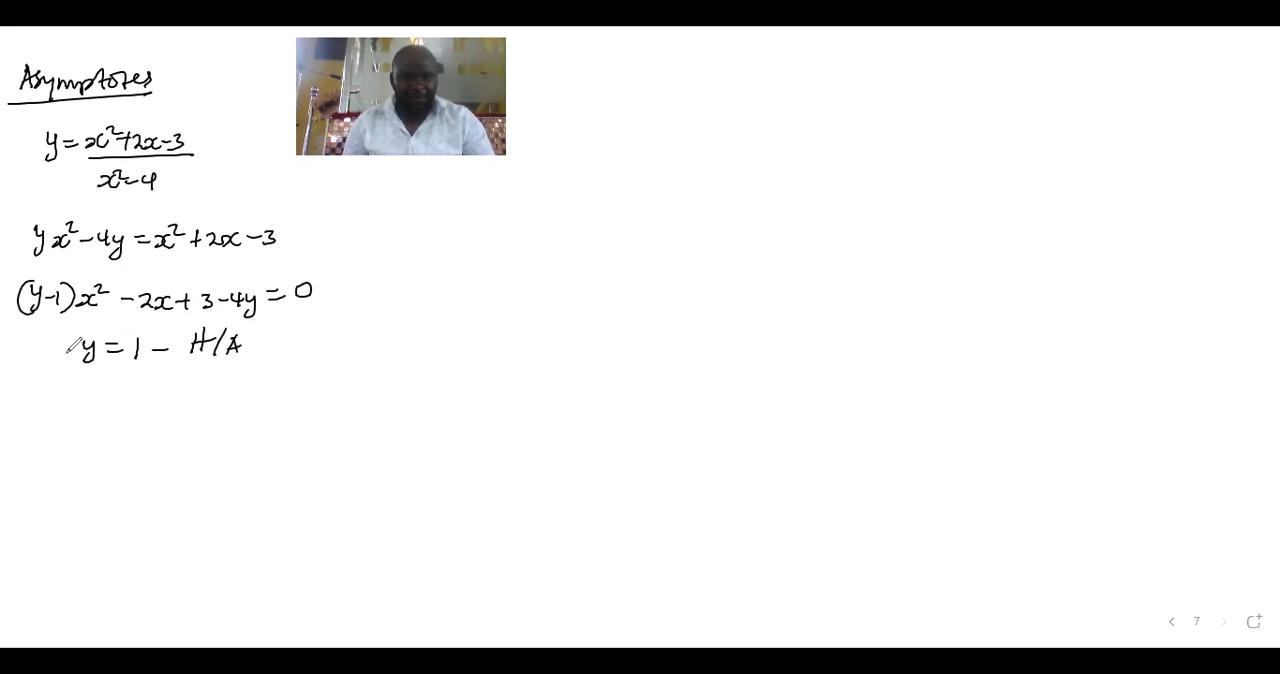 Asymptotes
y = x²+2x-3
x²-4
yx² - 4y = x² + 2x - 3
(y-1)x² - 2x + 3 - 4y = 0
y = 1 - H/A
< 7 >